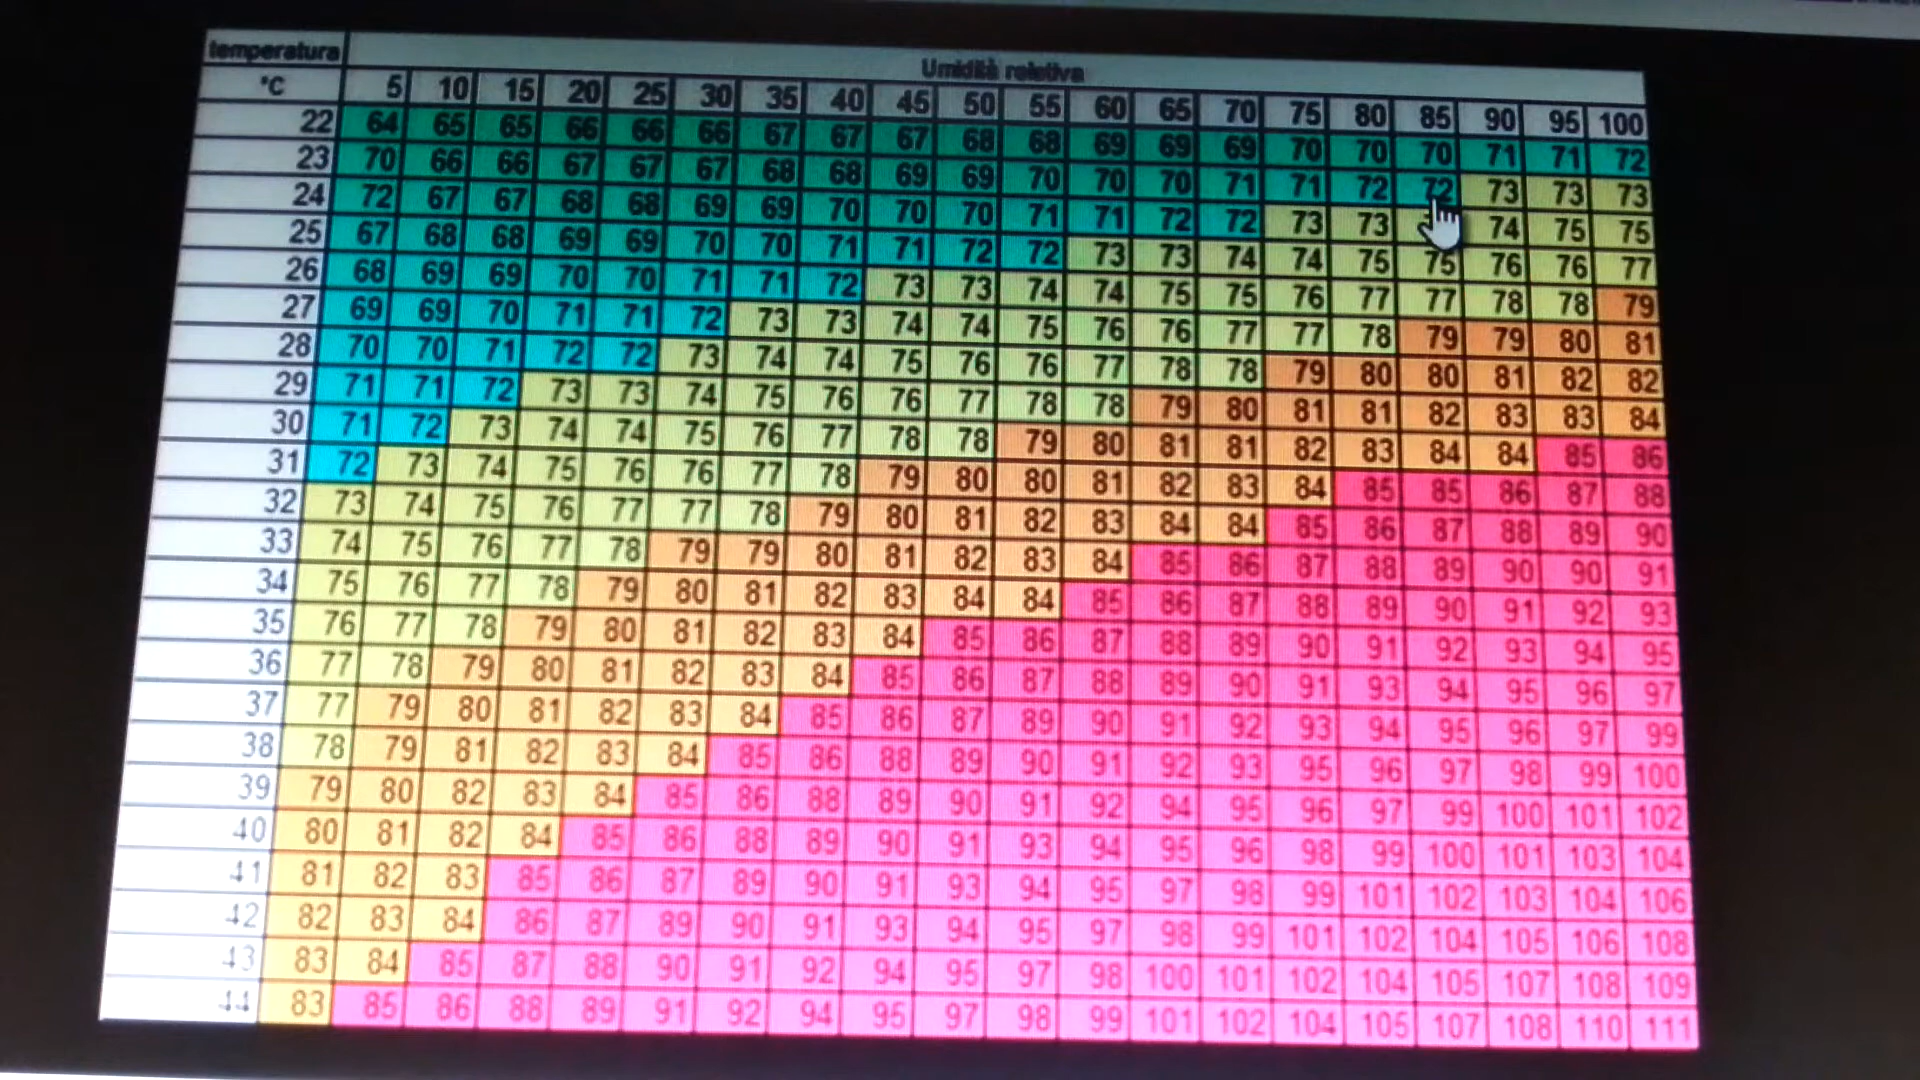 temperatura Umidità relativa
°C 5 10 15 20 25 30 35 40 45 50 55 60 65 70 75 80 85 90 95 100
22 64 65 65 66 66 66 67 67 67 68 68 69 69 69 70 70 70 71 71 72
23 70 66 66 67 67 67 68 68 69 69 70 70 70 71 71 72 72 73 73 73
24 72 67 67 68 68 69 69 70 70 70 71 71 72 72 73 73 74 75 75
25 67 68 68 69 69 70 70 71 71 72 72 73 73 74 74 75 75 76 76 77
26 68 69 69 70 70 71 71 72 73 73 74 74 75 75 76 77 77 78 78 79
27 69 69 70 71 71 72 73 73 74 74 75 76 76 77 77 78 79 79 80 81
28 70 70 71 72 72 73 74 74 75 76 76 77 78 78 79 80 80 81 82 82
29 71 71 72 73 73 74 75 76 76 77 78 78 79 80 81 81 82 83 83 84
30 71 72 73 74 74 75 76 77 78 78 79 80 81 81 82 83 84 84 85 86
31 72 73 74 75 76 76 77 78 79 80 80 81 82 83 84 85 85 86 87 88
32 73 74 75 76 77 77 78 79 80 81 82 83 84 84 85 86 87 88 89 90
33 74 75 76 77 78 79 79 80 81 82 83 84 85 86 87 88 89 90 90 91
34 75 76 77 78 79 80 81 82 83 84 84 85 86 87 88 89 90 91 92 93
35 76 77 78 79 80 81 82 83 84 85 86 87 88 89 90 91 92 93 94 95
36 77 78 79 80 81 82 83 84 85 86 87 88 89 90 91 93 94 95 96 97
37 77 79 80 81 82 83 84 85 86 87 89 90 91 92 93 94 95 96 97 99
38 78 79 81 82 83 84 85 86 88 89 90 91 92 93 95 96 97 98 99 100
39 79 80 82 83 84 85 86 88 89 90 91 92 94 95 96 97 99 100 101 102
40 80 81 82 84 85 86 88 89 90 91 93 94 95 96 98 99 100 101 103 104
41 81 82 83 85 86 87 89 90 91 93 94 95 97 98 99 101 102 103 104 106
42 82 83 84 86 87 89 90 91 93 94 95 97 98 99 101 102 104 105 106 108
43 83 84 85 87 88 90 91 92 94 95 97 98 100 101 102 104 105 107 108 109
44 83 85 86 88 89 91 92 94 95 97 98 99 101 102 104 105 107 108 110 111